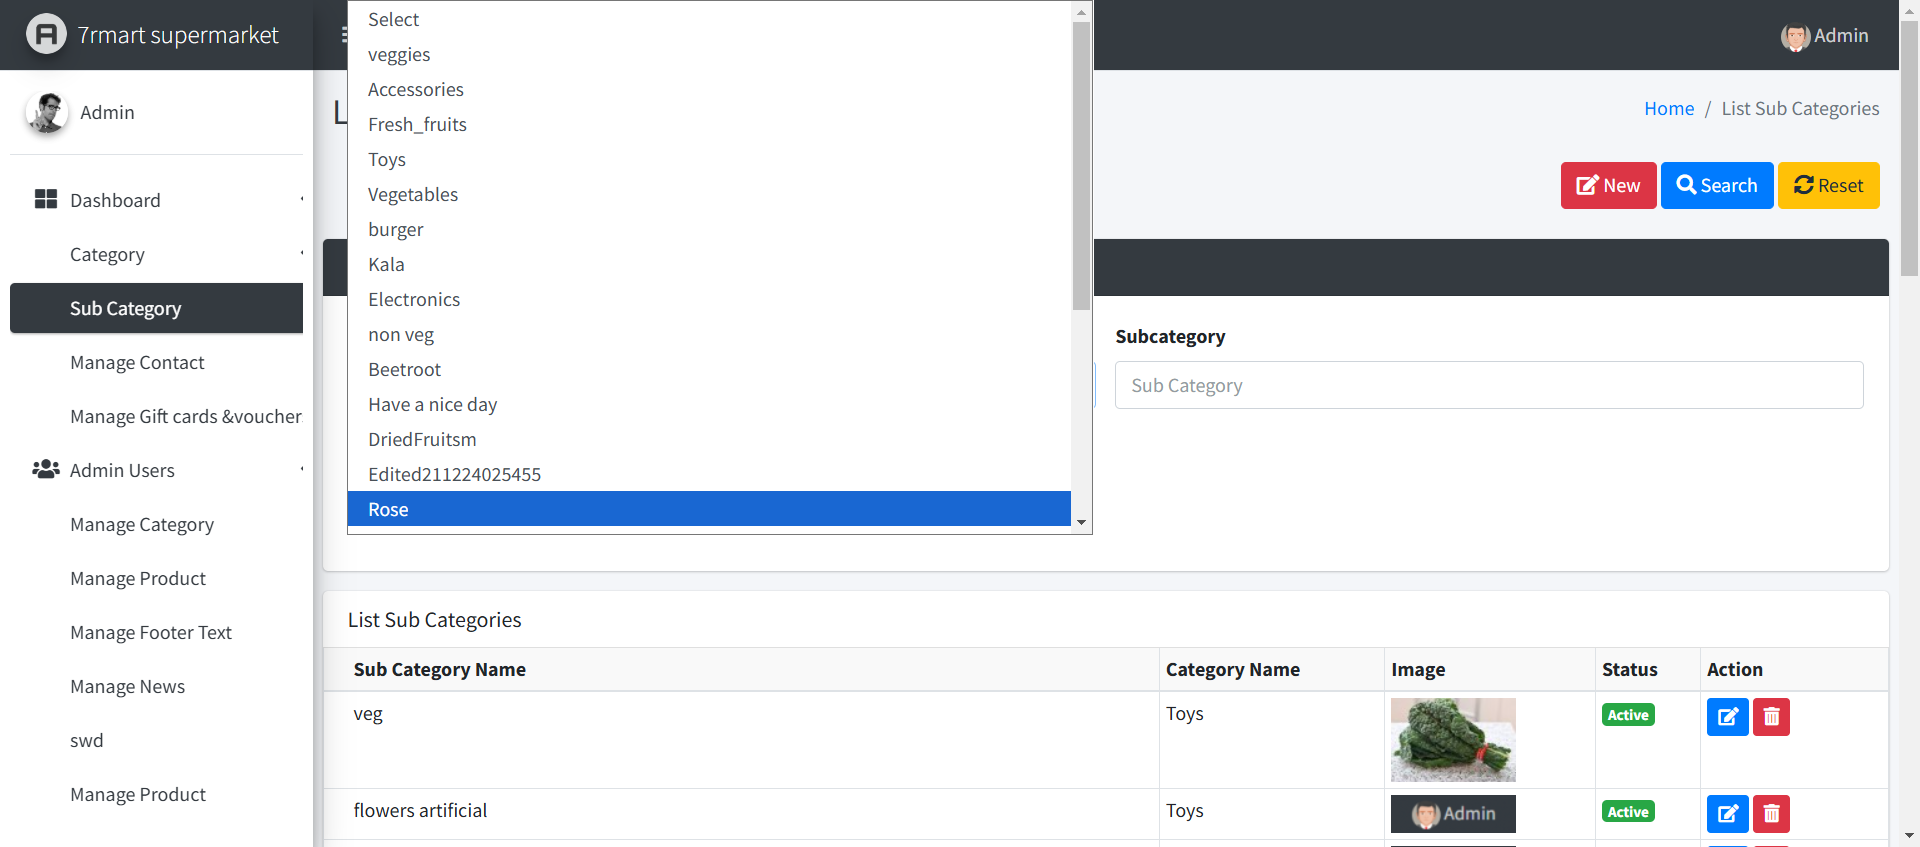 7rmart supermarket
Admin
Admin
Dashboard
Category
Sub Category
Manage Contact
Manage Gift cards &voucher
Admin Users
Manage Category
Manage Product
Manage Footer Text
Manage News
swd
Manage Product
Select
veggies
Accessories
Fresh_fruits
Toys
Vegetables
burger
Kala
Electronics
non veg
Beetroot
Have a nice day
DriedFruitsm
Edited211224025455
Rose
L
Home / List Sub Categories
New
Search
Reset
Subcategory
Sub Category
List Sub Categories
Sub Category Name Category Name Image Status Action
veg Toys Active
flowers artificial Toys Admin Active